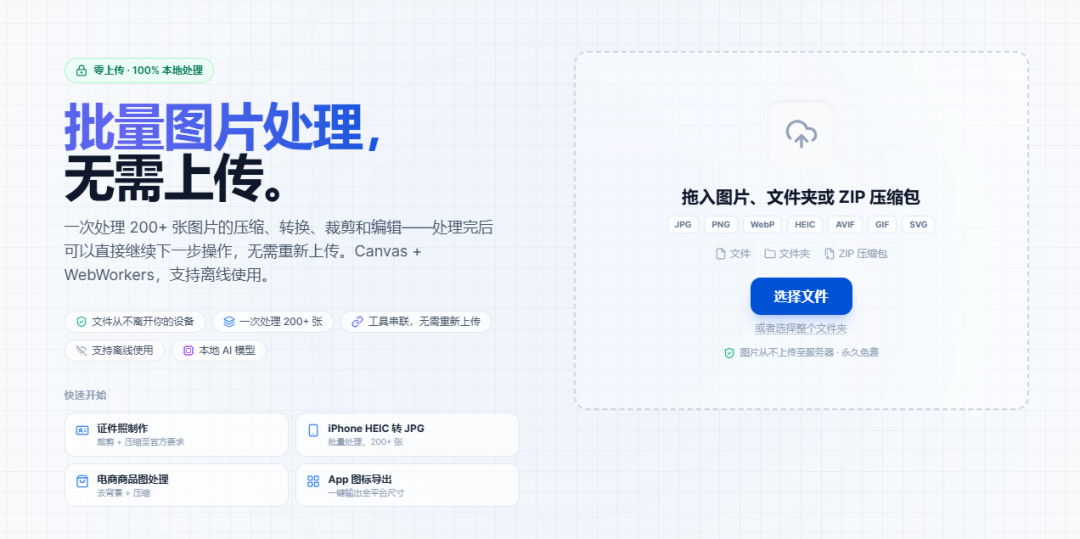 零上传 · 100% 本地处理
批量图片处理，
无需上传。
一次处理 200+ 张图片的压缩、转换、裁剪和编辑——处理完后
可以直接继续下一步操作，无需重新上传。Canvas +
WebWorkers，支持离线使用。
文件从不离开你的设备
一次处理 200+ 张
工具串联，无需重新上传
支持离线使用
本地 AI 模型
快速开始
证件照制作
裁剪 + 压缩至官方要求
iPhone HEIC 转 JPG
批量处理，200+ 张
电商商品图处理
去背景 + 压缩
App 图标导出
一键输出全平台尺寸
拖入图片、文件夹或 ZIP 压缩包
JPG PNG WebP HEIC AVIF GIF SVG
文件 文件夹 ZIP 压缩包
选择文件
或者选择整个文件夹
图片从不上传至服务器 · 永久免费